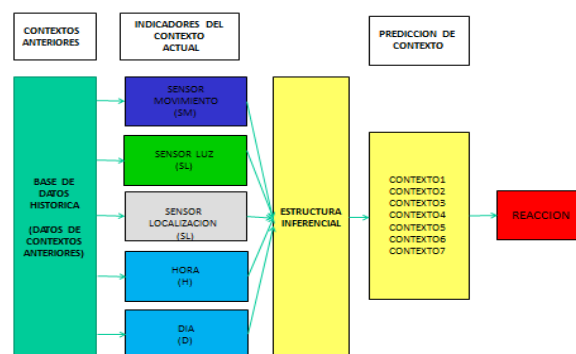 CONTEXTOS
ANTERIORES
INDICADORES DEL
CONTEXTO
ACTUAL
PREDICCION DE
CONTEXTO
BASE DE
DATOS
HISTORICA
(DATOS DE
CONTEXTOS
ANTERIORES)
SENSOR
MOVIMIENTO
(SM)
SENSOR LUZ
(SL)
SENSOR
LOCALIZACION
(SL)
HORA
(H)
DIA
(D)
ESTRUCTURA
INFERENCIAL
CONTEXTO1
CONTEXTO2
CONTEXTO3
CONTEXTO4
CONTEXTO5
CONTEXTO6
CONTEXTO7
REACCION